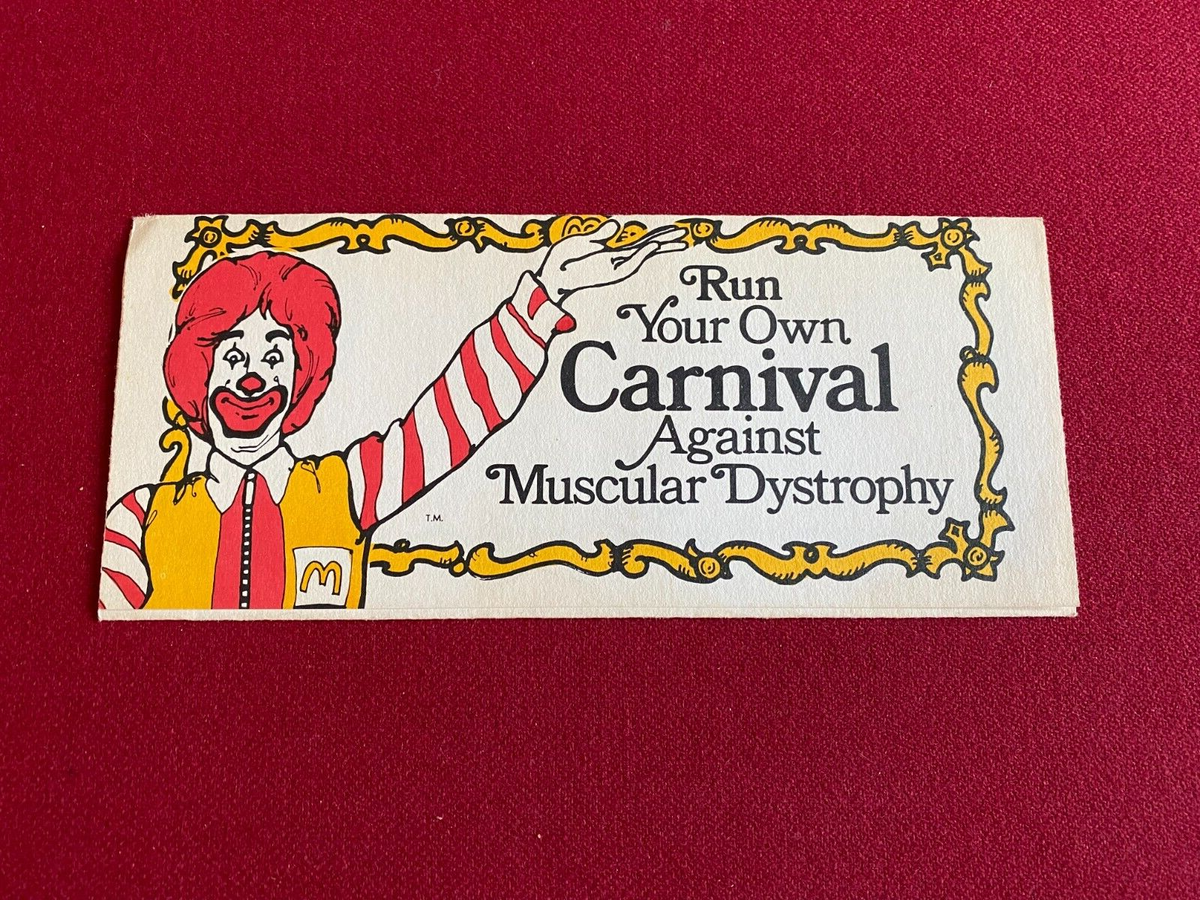 Run
Your Own
Carnival
Against
Muscular Dystrophy
T.M.
M